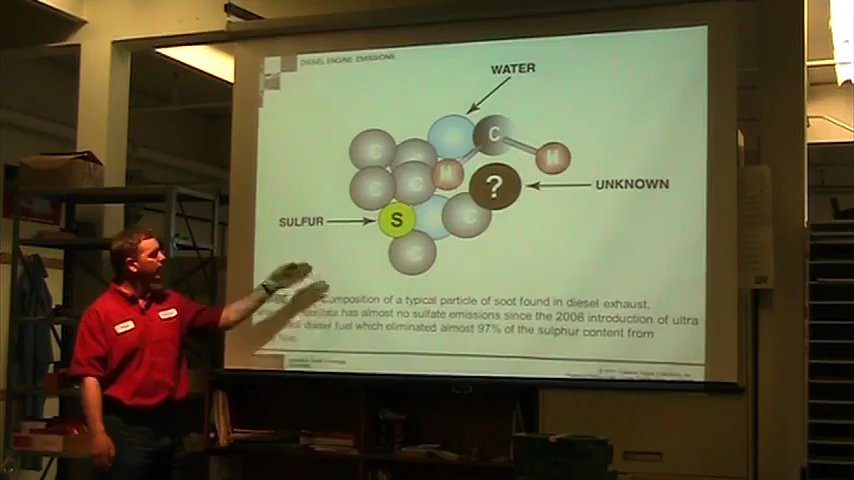 DIESEL ENGINE EMISSIONS
WATER
C
C
C
H
H
C
C
?
UNKNOWN
SULFUR
S
C
C
Composition of a typical particle of soot found in diesel exhaust.
has almost no sulfate emissions since the 2006 introduction of ultra
diesel fuel which eliminated almost 97% of the sulphur content from